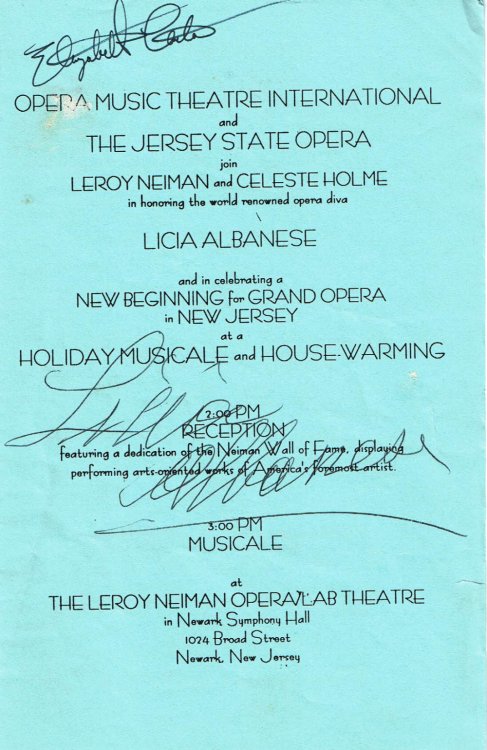 Elizabeth
OPERA MUSIC THEATRE INTERNATIONAL
and
THE JERSEY STATE OPERA
join
LEROY NEIMAN and CELESTE HOLME
in honoring the world renowned opera diva
LICIA ALBANESE
and in celebrating a
NEW BEGINNING for GRAND OPERA
in NEW JERSEY
at a
HOLIDAY MUSICALE and HOUSE-WARMING
2:00 PM
RECEPTION
featuring a dedication of the Neiman Wall of Fame, displaying
performing arts-oriented works of America's foremost artist.
Albanese
3:00 PM
MUSICALE
at
THE LEROY NEIMAN OPERA/LAB THEATRE
in Newark Symphony Hall
1024 Broad Street
Newark, New Jersey